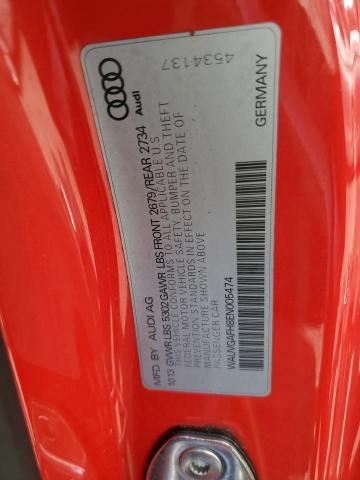 4534137
Audi
MFD. BY AUDI AG
10 13 GVWR LBS 5302 GAWR LBS FRONT 2679/REAR 2734
THIS VEHICLE CONFORMS TO ALL APPLICABLE U S
FEDERAL MOTOR VEHICLE SAFETY, BUMPER AND THEFT
PREVENTION STANDARDS IN EFFECT ON THE DATE OF
MANUFACTURE SHOWN ABOVE
PASSENGER CAR
GERMANY
WAUVGAFH8EN005474